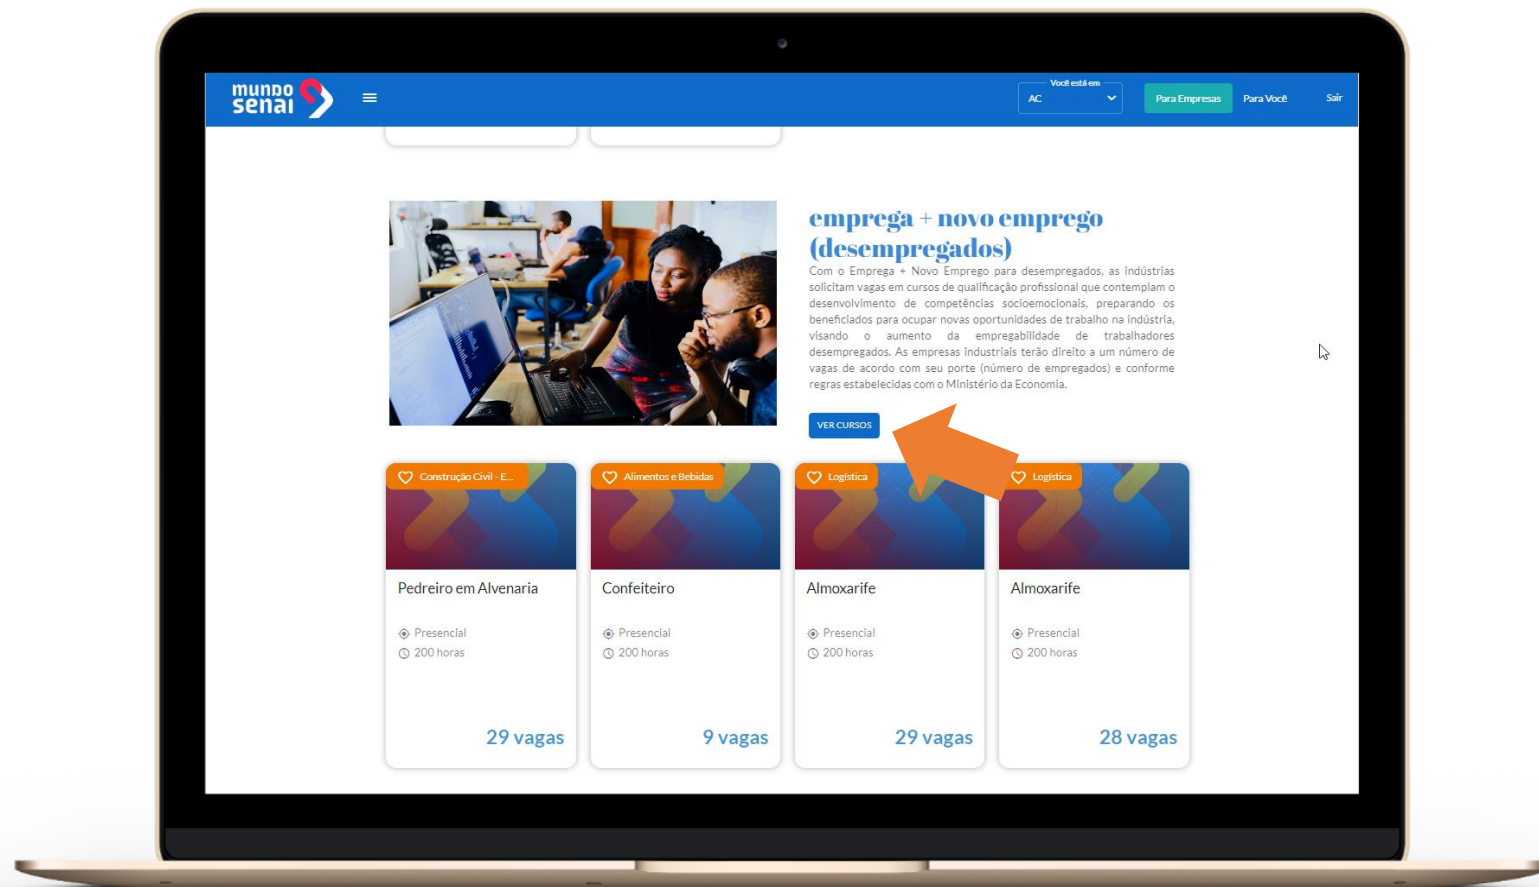 mundo
senai
Você está em
AC
Para Empresas
Para Você
Sair
emprega + novo emprego
(desempregados)
Com o Emprega + Novo Emprego para desempregados, as indústrias
solicitam vagas em cursos de qualificação profissional que contemplam o
desenvolvimento de competências socioemocionais, preparando os
beneficiados para ocupar novas oportunidades de trabalho na indústria,
visando o aumento da empregabilidade de trabalhadores
desempregados. As empresas industriais terão direito a um número de
vagas de acordo com seu porte (número de empregados) e conforme
regras estabelecidas com o Ministério da Economia.
VER CURSOS
Construção Civil - E...
Pedreiro em Alvenaria
Presencial
200 horas
29 vagas
Alimentos e Bebidas
Confeiteiro
Presencial
200 horas
9 vagas
Logística
Almoxarife
Presencial
200 horas
29 vagas
Logística
Almoxarife
Presencial
200 horas
28 vagas